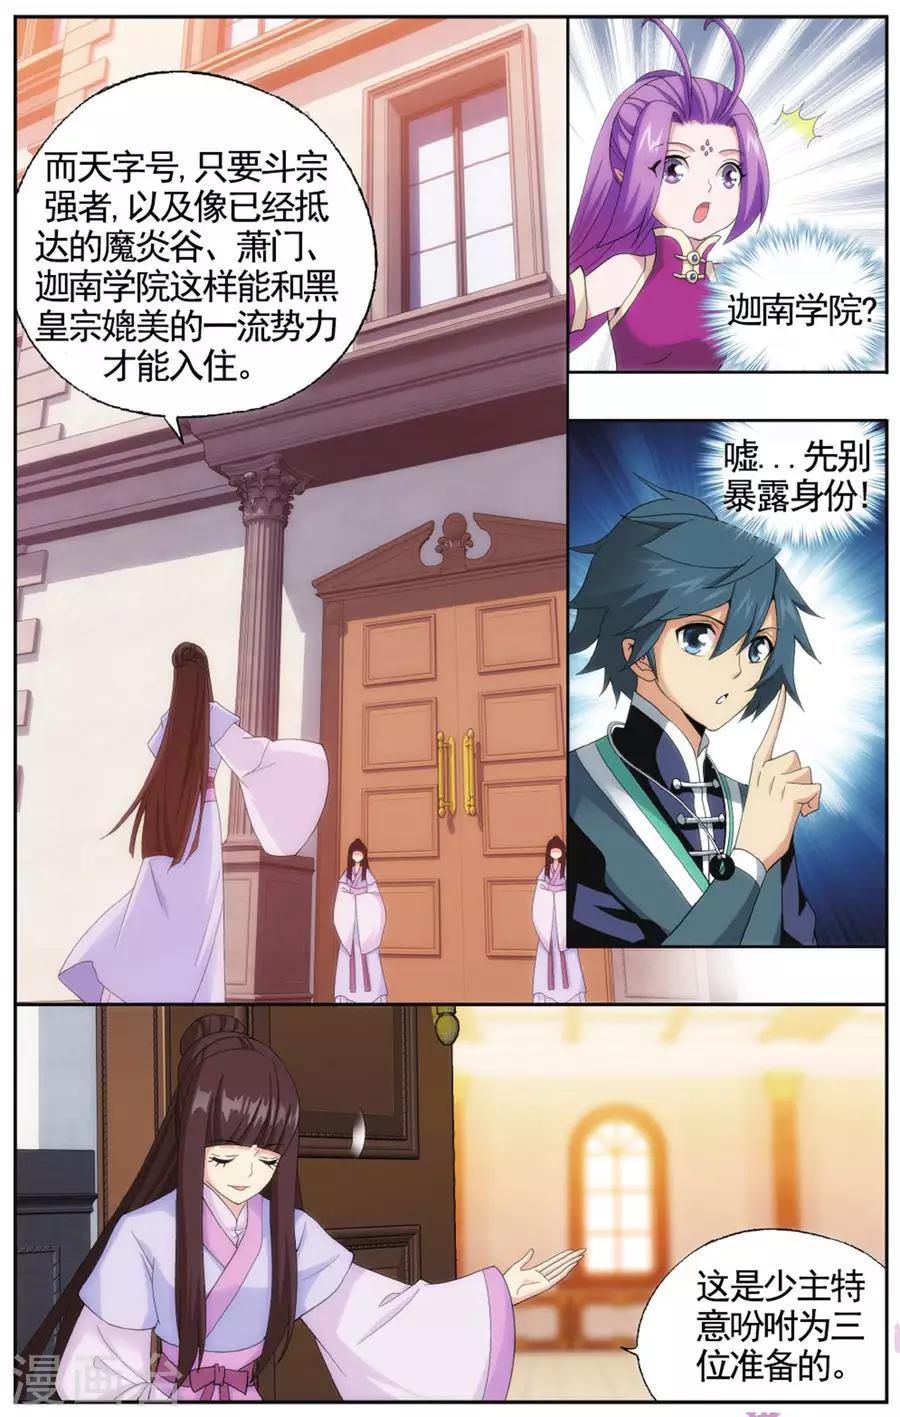 而天字号,只要斗宗
强者,以及像已经抵
达的魔炎谷、萧门、
迦南学院这样能和黑
皇宗媲美的一流势力
才能入住。
迦南学院?
嘘...先别
暴露身份!
这是少主特
意吩咐为三
位准备的。
漫画台